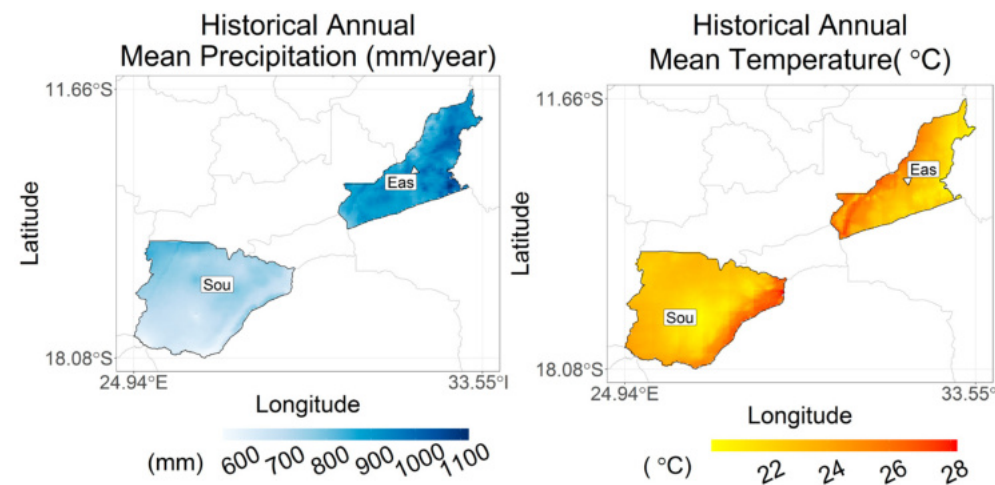 Historical Annual
Mean Precipitation (mm/year)
11.66°S
Eas
Latitude
Sou
18.08°S
24.94°E
33.55°I
Longitude
(mm)
600 700 800 900 1000 1100
Historical Annual
Mean Temperature( °C)
11.66°S
Eas
Latitude
Sou
18.08°S
24.94°E
33.55°
Longitude
( °C)
22 24 26 28